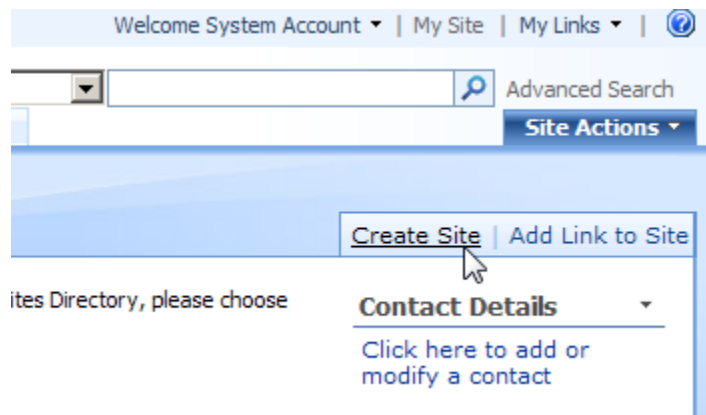 Welcome System Account | My Site | My Links |
Advanced Search
Site Actions
Create Site | Add Link to Site
ites Directory, please choose
Contact Details
Click here to add or
modify a contact